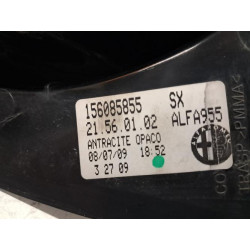 156085855 SX
21.56.01.02 ALFA955
ANTRACITE OPACO
08/07/09 18:52
3 27 09